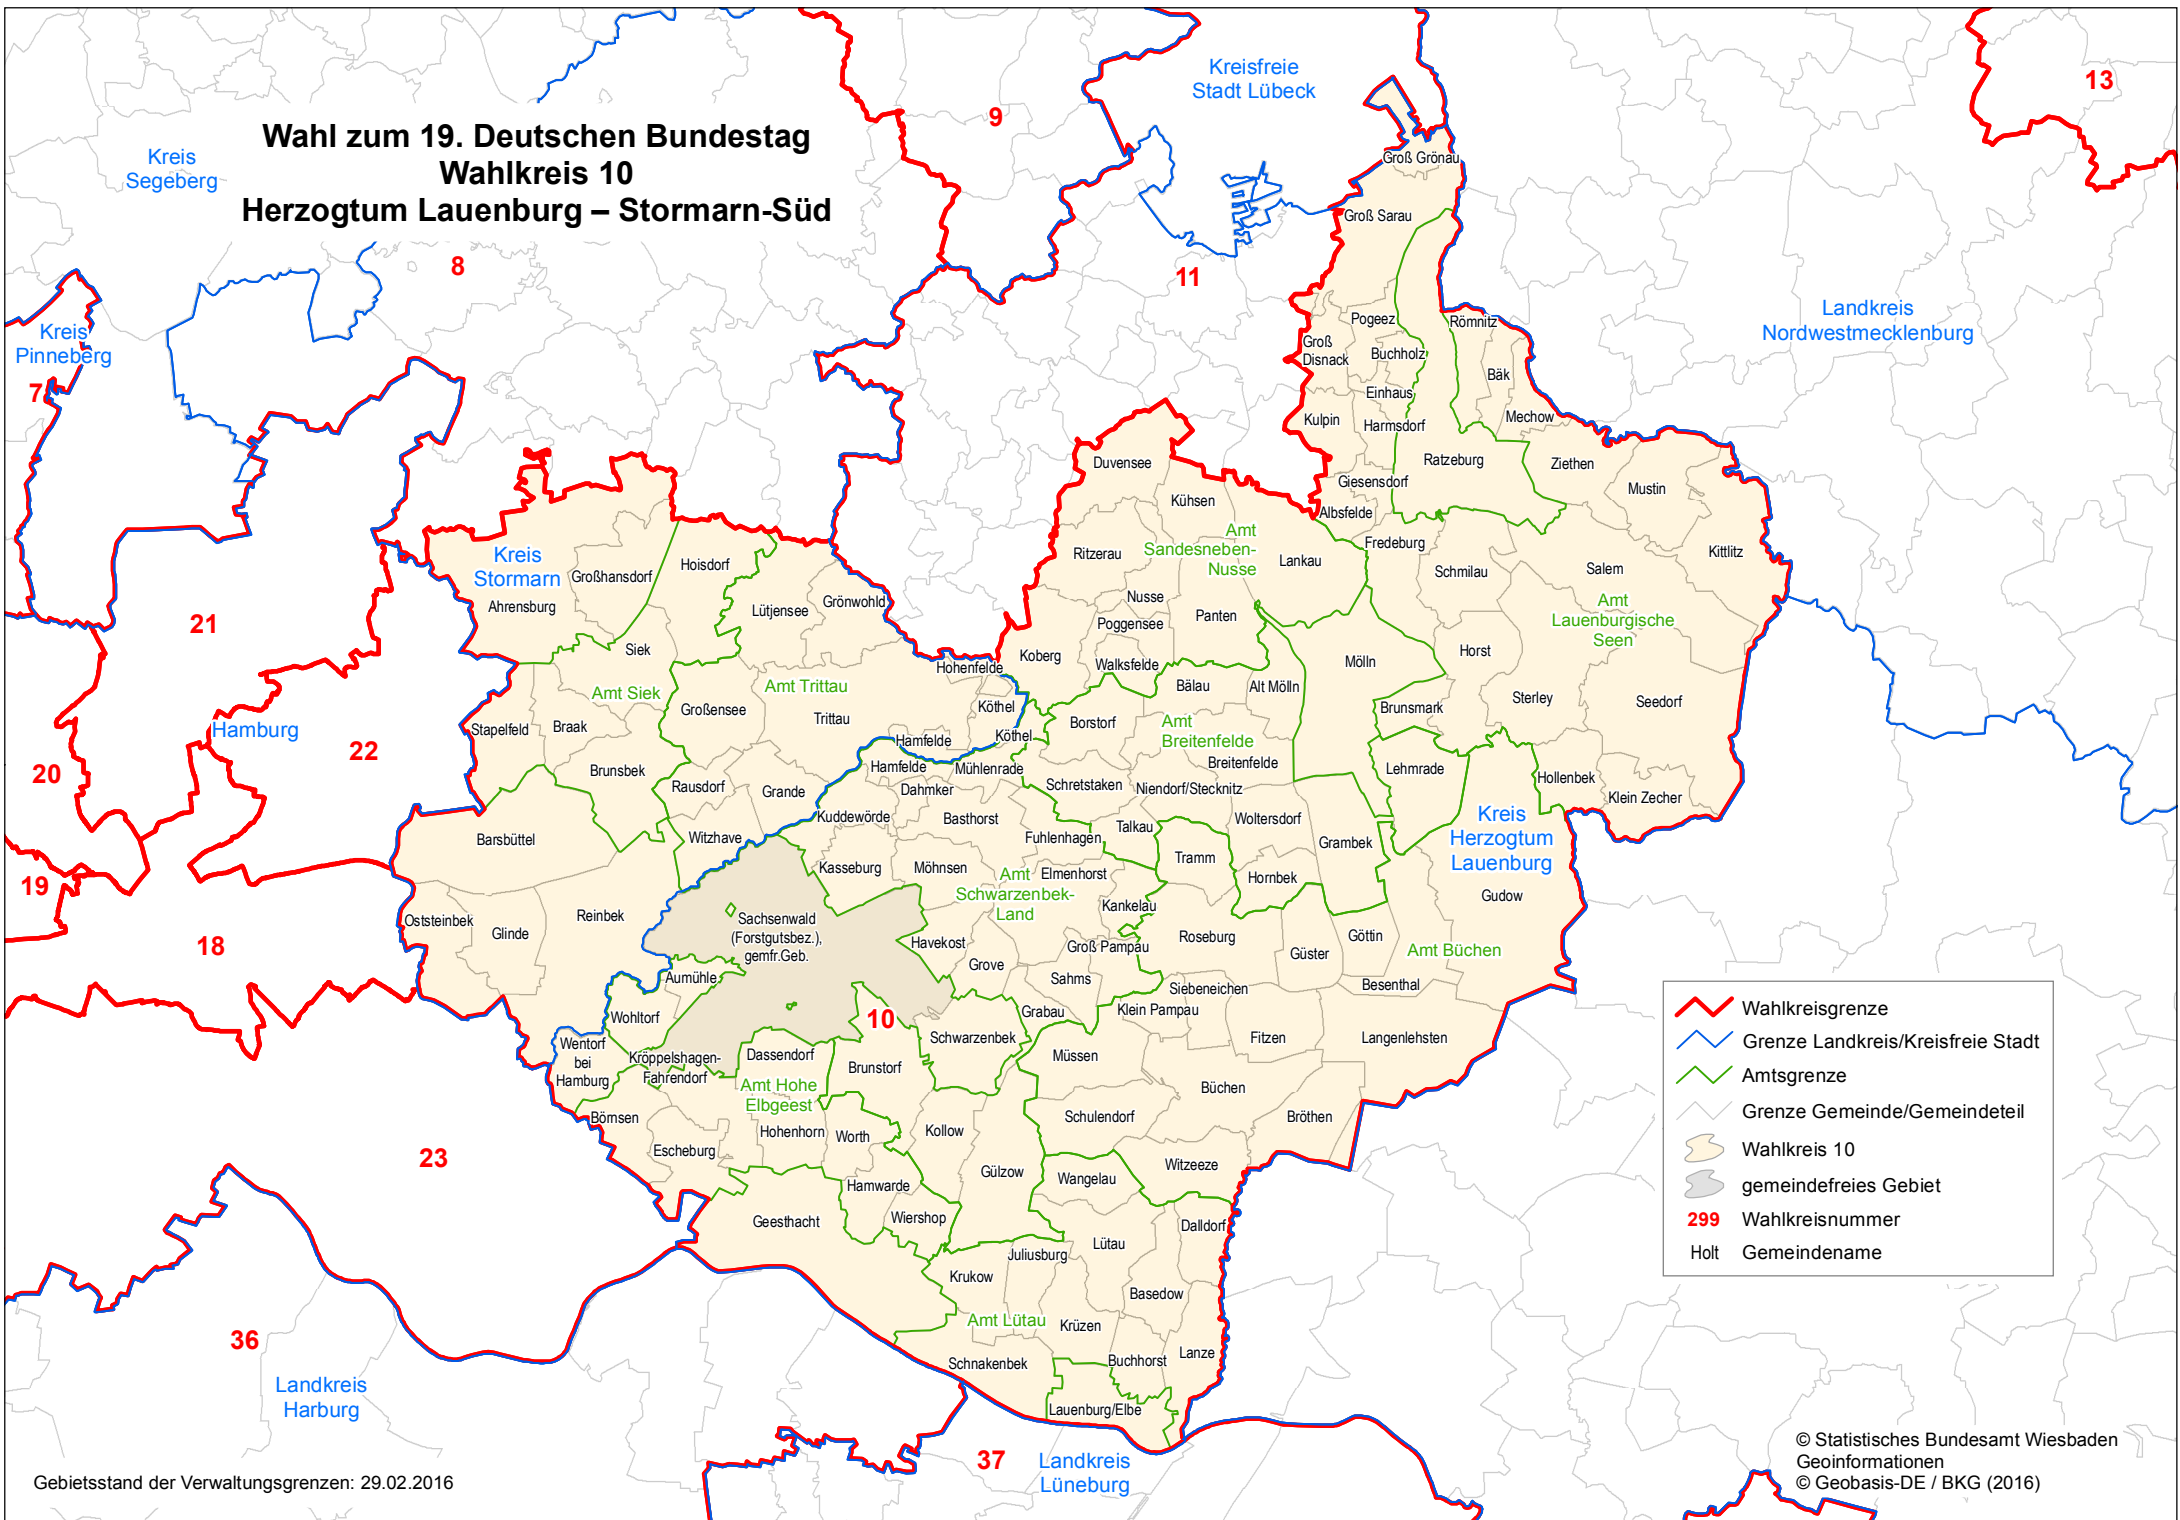 Wahl zum 19. Deutschen Bundestag
Wahlkreis 10
Herzogtum Lauenburg – Stormarn-Süd
Kreis
Segeberg
Kreisfreie
Stadt Lübeck
9
13
8
11
Kreis
Pinneberg
7
Landkreis
Nordwestmecklenburg
Groß Grönau
Groß Sarau
Pogeez
Römnitz
Groß
Disnack
Buchholz
Bäk
Einhaus
Kulpin
Harmsdorf
Mechow
Ratzeburg
Ziethen
Mustin
Giesensdorf
Albsfelde
Fredeburg
Schmilau
Salem
Kittlitz
Duvensee
Kühsen
Amt
Sandesneben-
Nusse
Ritzerau
Lankau
Nusse
Panten
Poggensee
Koberg
Walksfelde
Amt
Lauenburgische
Seen
Horst
Mölln
Sterley
Seedorf
Brunsmark
Bälau
Alt Mölln
Borstorf
Amt
Breitenfelde
Breitenfelde
Lehmrade
Hollenbek
Klein Zecher
Kreis
Stormarn
Großhansdorf
Ahrensburg
Hoisdorf
Lütjensee
Grönwohld
Siek
Amt Siek
Amt Trittau
Großensee
Trittau
Hohenfelde
Köthel
Köthel
Hamfelde
Stapelfeld
Braak
Brunsbek
Rausdorf
Grande
Witzhave
Hamfelde
Mühlenrade
Dahmker
Kuddewörde
Basthorst
Schretstaken
Niendorf/Stecknitz
Talkau
Fuhlenhagen
Woltersdorf
Grambek
Tramm
Hornbek
Kreis
Herzogtum
Lauenburg
Gudow
21
Hamburg
22
20
19
18
Barsbüttel
Oststeinbek
Glinde
Reinbek
Kasseburg
Möhnsen
Amt
Schwarzenbek-
Land
Elmenhorst
Kankelau
Sachsenwald
(Forstgutsbez.),
gemfr.Geb.
Havekost
Grove
Groß Pampau
Sahms
Roseburg
Güster
Göttin
Amt Büchen
Besenthal
Siebeneichen
Klein Pampau
Grabau
Aumühle
Wohltorf
10
Schwarzenbek
Wentorf
bei
Hamburg
Kröppelshagen-
Fahrendorf
Dassendorf
Brunstorf
Amt Hohe
Elbgeest
Müssen
Fitzen
Langenlehsten
Büchen
Schulendorf
Bröthen
Börnsen
Escheburg
Hohenhorn
Worth
Kollow
Gülzow
Witzeeze
Wangelau
Hamwarde
Wiershop
Geesthacht
Dalldorf
Lütau
Juliusburg
Krukow
Basedow
Amt Lütau
Krüzen
Schnakenbek
Buchhorst
Lanze
Lauenburg/Elbe
23
36
Landkreis
Harburg
37
Landkreis
Lüneburg
Wahlkreisgrenze
Grenze Landkreis/Kreisfreie Stadt
Amtsgrenze
Grenze Gemeinde/Gemeindeteil
Wahlkreis 10
gemeindefreies Gebiet
299 Wahlkreisnummer
Holt Gemeindename
Gebietsstand der Verwaltungsgrenzen: 29.02.2016
© Statistisches Bundesamt Wiesbaden
Geoinformationen
© Geobasis-DE / BKG (2016)